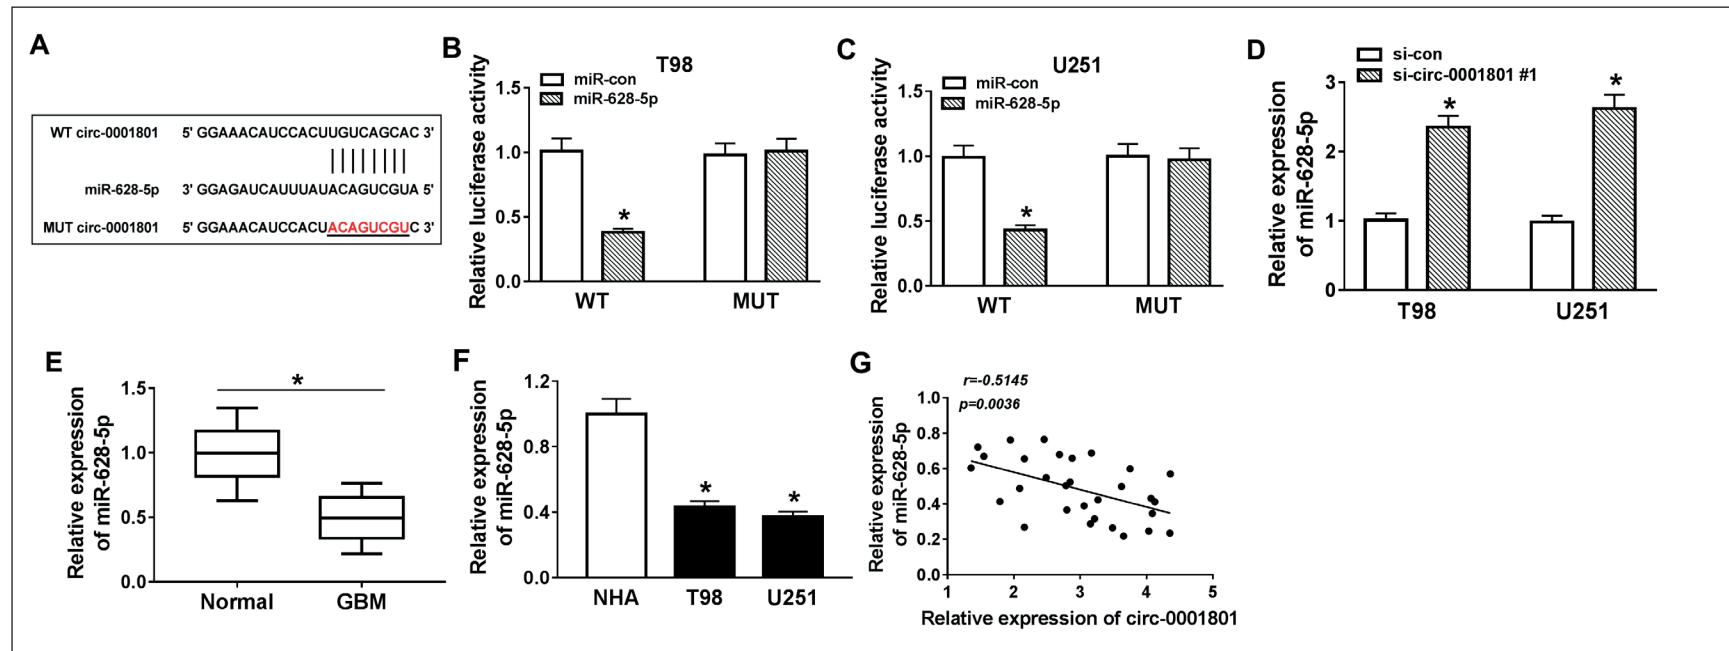 A
WT circ-0001801 5' GGAAACAUCCACUUGUCAGCAC 3'
miR-628-5p 3' GGAGAUCAUUUAUACAGUCGUA 5'
MUT circ-0001801 5' GGAAACAUCCACUACAGUCGUC 3'
B
T98
miR-con
miR-628-5p
Relative luciferase activity
1.5
1.0
0.5
0.0
*
WT MUT
C
U251
miR-con
miR-628-5p
Relative luciferase activity
1.5
1.0
0.5
0.0
*
WT MUT
D
si-con
si-circ-0001801 #1
Relative expression
of miR-628-5p
3
2
1
0
* *
T98 U251
E
Relative expression
of miR-628-5p
1.5
1.0
0.5
0.0
*
Normal GBM
F
Relative expression
of miR-628-5p
1.2
0.8
0.4
0.0
* *
NHA T98 U251
G
r=-0.5145
p=0.0036
Relative expression
of miR-628-5p
1.0
0.8
0.6
0.4
0.2
0.0
1 2 3 4 5
Relative expression of circ-0001801